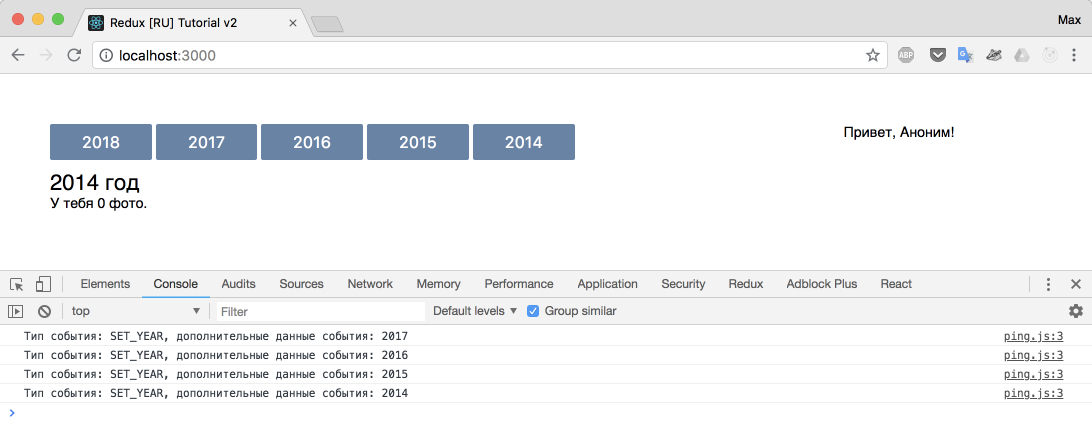 Redux [RU] Tutorial v2
Max
localhost:3000
ABP
2018 2017 2016 2015 2014
Привет, Аноним!
2014 год
У тебя 0 фото.
Elements Console Audits Sources Network Memory Performance Application Security Redux Adblock Plus React
top Filter Default levels Group similar
Тип события: SET_YEAR, дополнительные данные события: 2017 ping.js:3
Тип события: SET_YEAR, дополнительные данные события: 2016 ping.js:3
Тип события: SET_YEAR, дополнительные данные события: 2015 ping.js:3
Тип события: SET_YEAR, дополнительные данные события: 2014 ping.js:3